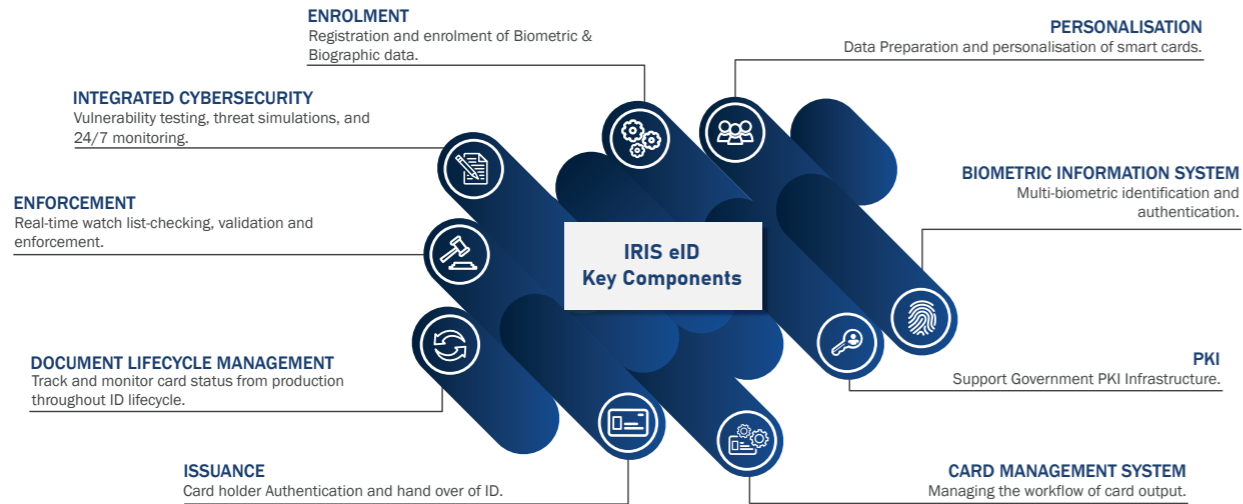 ENROLMENT
Registration and enrolment of Biometric &
Biographic data.
PERSONALISATION
Data Preparation and personalisation of smart cards.
INTEGRATED CYBERSECURITY
Vulnerability testing, threat simulations, and
24/7 monitoring.
BIOMETRIC INFORMATION SYSTEM
Multi-biometric identification and
authentication.
ENFORCEMENT
Real-time watch list-checking, validation and
enforcement.
IRIS eID
Key Components
DOCUMENT LIFECYCLE MANAGEMENT
Track and monitor card status from production
throughout ID lifecycle.
PKI
Support Government PKI Infrastructure.
ISSUANCE
Card holder Authentication and hand over of ID.
CARD MANAGEMENT SYSTEM
Managing the workflow of card output.